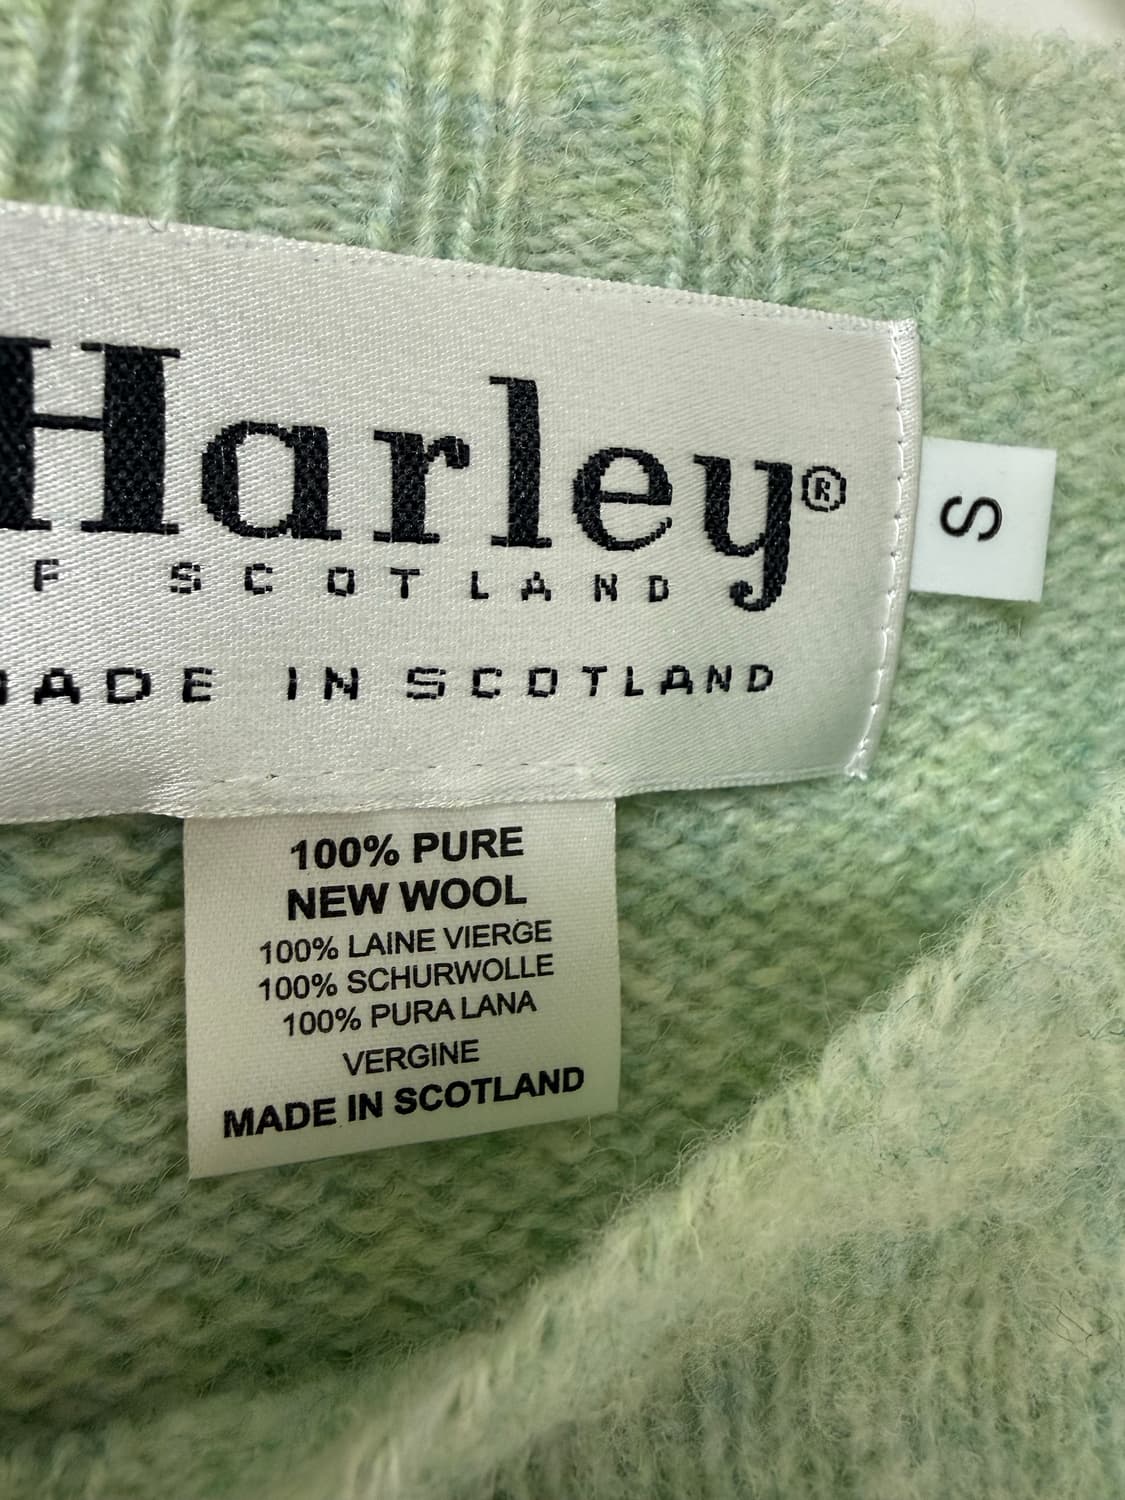 Harley®
F SCOTLAND
MADE IN SCOTLAND
S
100% PURE
NEW WOOL
100% LAINE VIERGE
100% SCHURWOLLE
100% PURA LANA
VERGINE
MADE IN SCOTLAND